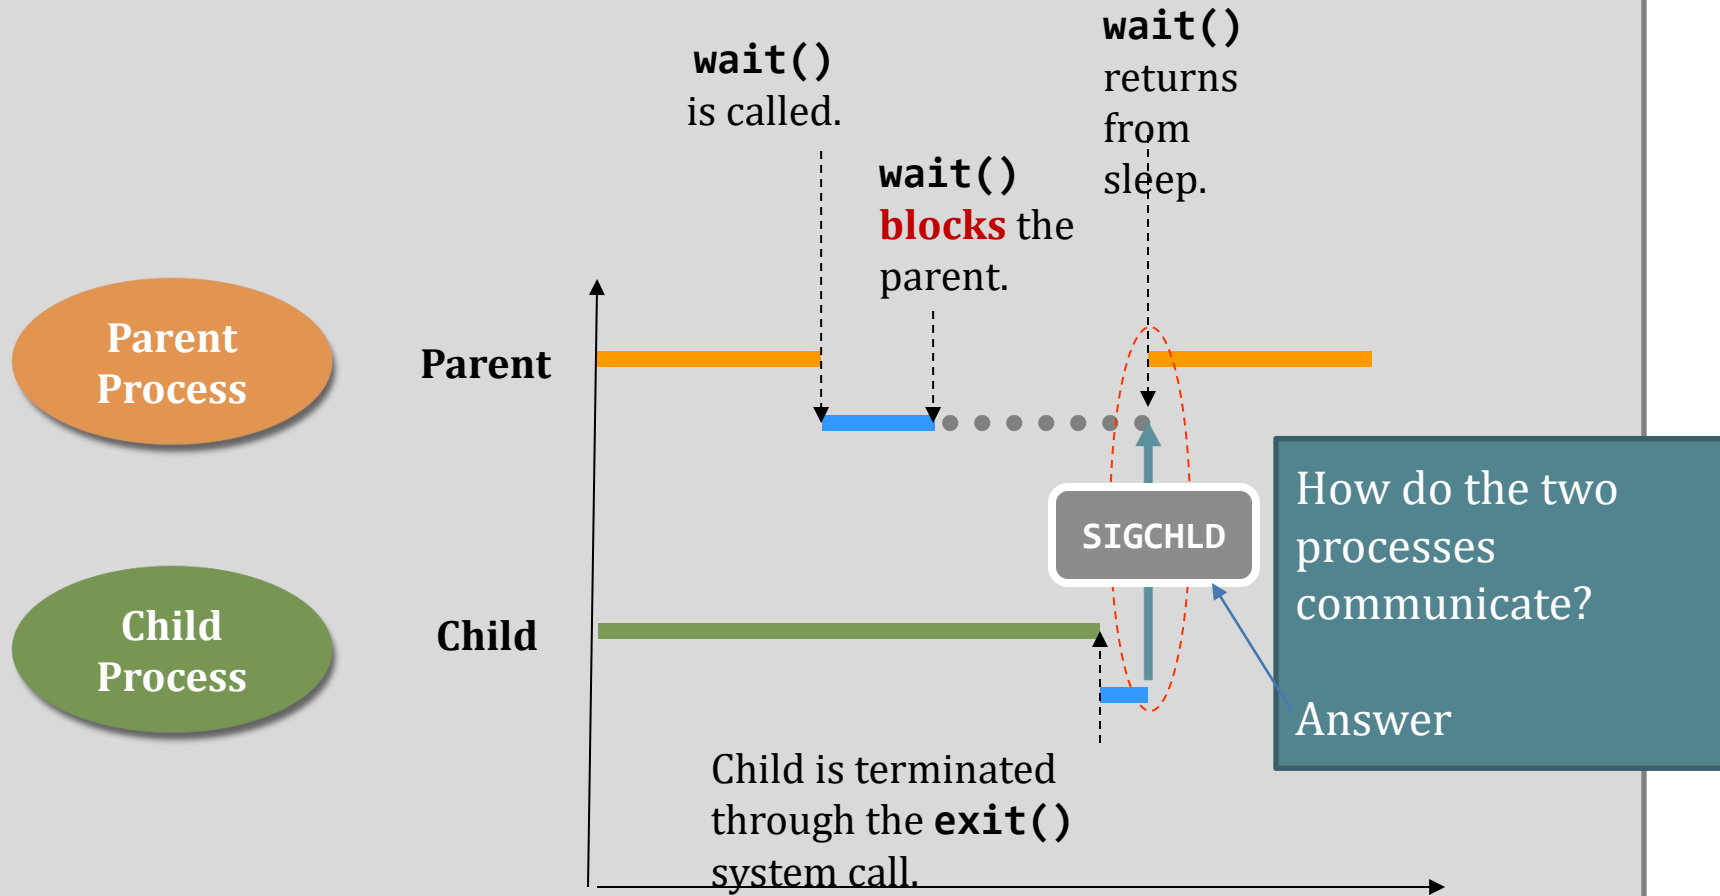 wait()
is called.
wait()
blocks the
parent.
wait()
returns
from
sleep.
Parent
Process
Parent
Child
Process
Child
SIGCHLD
How do the two
processes
communicate?
Answer
Child is terminated
through the exit()
system call.